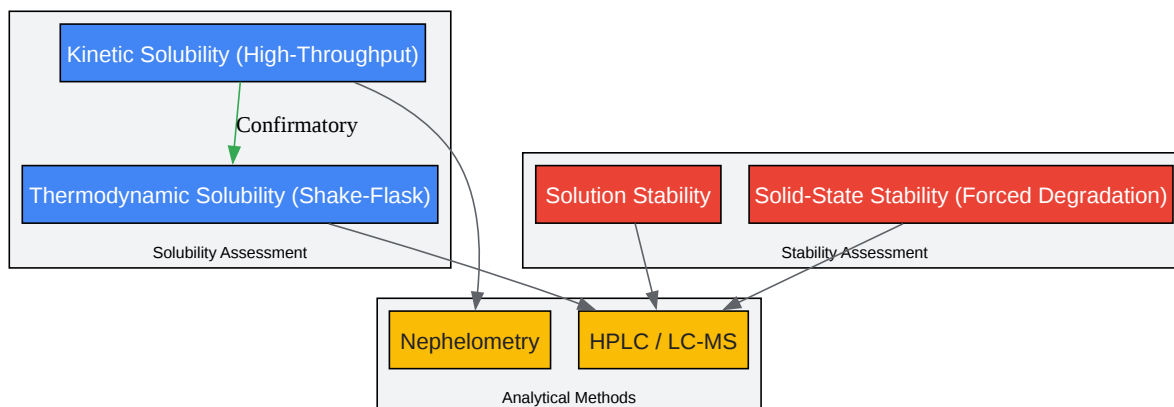 Kinetic Solubility (High-Throughput)
Confirmatory
Thermodynamic Solubility (Shake-Flask)
Solubility Assessment
Solution Stability
Solid-State Stability (Forced Degradation)
Stability Assessment
Nephelometry
HPLC / LC-MS
Analytical Methods